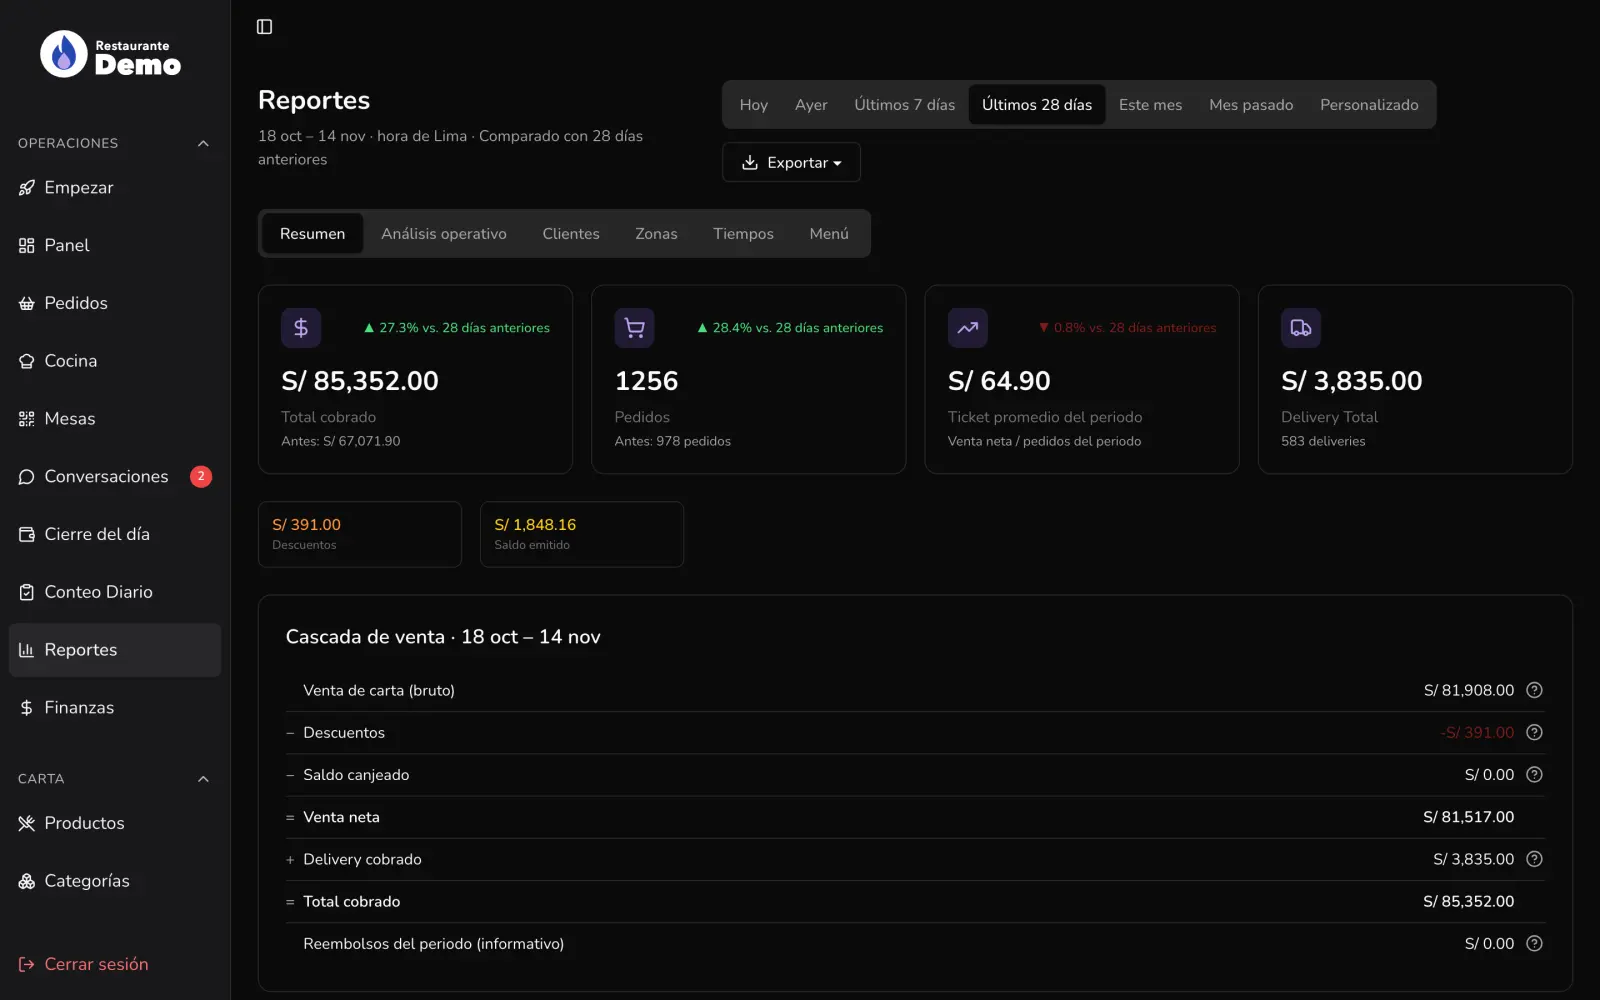 Restaurante
Demo
OPERACIONES
Empezar
Panel
Pedidos
Cocina
Mesas
Conversaciones 2
Cierre del día
Conteo Diario
Reportes
Finanzas
CARTA
Productos
Categorías
Cerrar sesión
Reportes
18 oct – 14 nov · hora de Lima · Comparado con 28 días
anteriores
Hoy Ayer Últimos 7 días Últimos 28 días Este mes Mes pasado Personalizado
Exportar
Resumen Análisis operativo Clientes Zonas Tiempos Menú
▲ 27.3% vs. 28 días anteriores
S/ 85,352.00
Total cobrado
Antes: S/ 67,071.90
▲ 28.4% vs. 28 días anteriores
1256
Pedidos
Antes: 978 pedidos
▼ 0.8% vs. 28 días anteriores
S/ 64.90
Ticket promedio del periodo
Venta neta / pedidos del periodo
S/ 3,835.00
Delivery Total
583 deliveries
S/ 391.00
Descuentos
S/ 1,848.16
Saldo emitido
Cascada de venta · 18 oct – 14 nov
Venta de carta (bruto) S/ 81,908.00
− Descuentos -S/ 391.00
− Saldo canjeado S/ 0.00
= Venta neta S/ 81,517.00
+ Delivery cobrado S/ 3,835.00
= Total cobrado S/ 85,352.00
Reembolsos del periodo (informativo) S/ 0.00